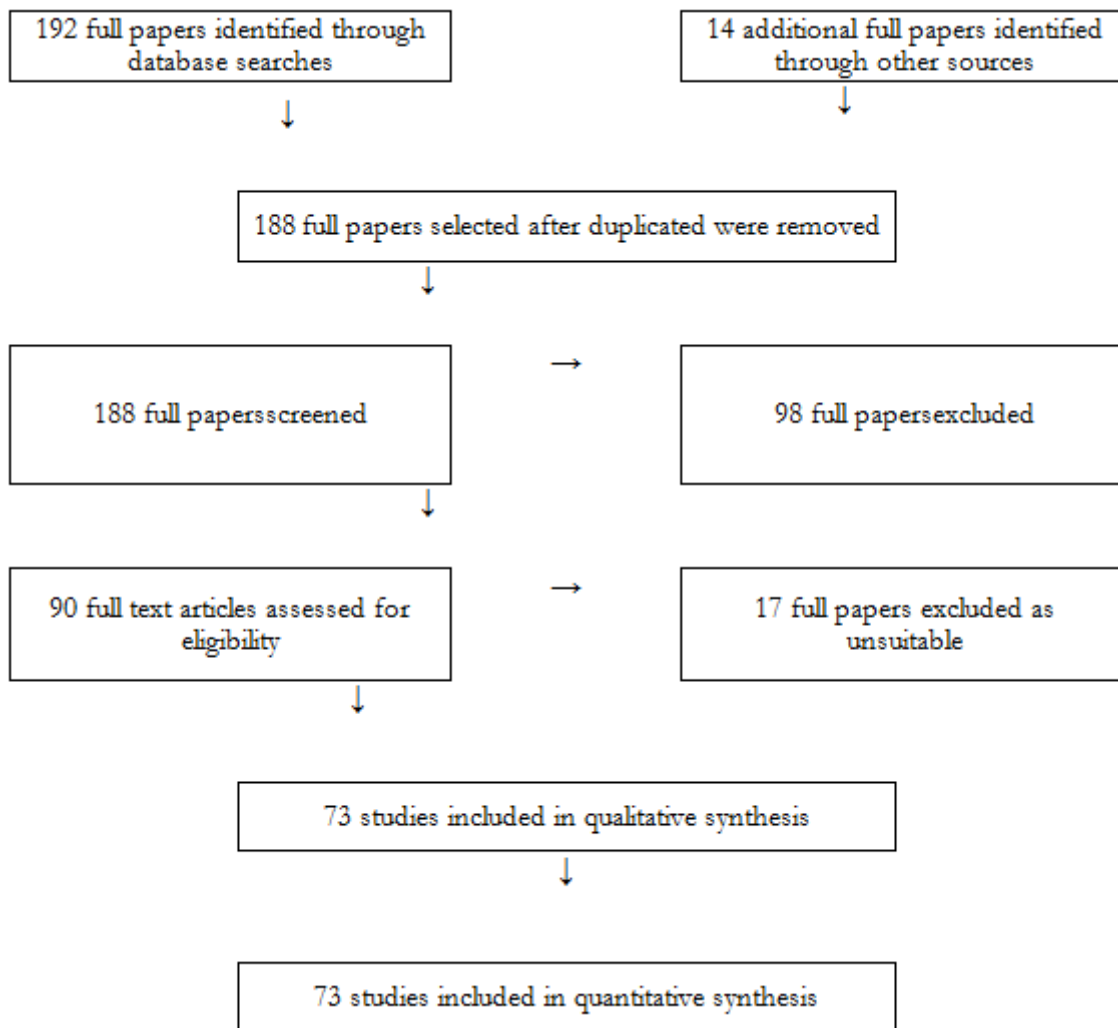 192 full papers identified through
database searches
14 additional full papers identified
through other sources
↓
↓
188 full papers selected after duplicated were removed
↓
188 full papersscreened
→
98 full papersexcluded
↓
90 full text articles assessed for
eligibility
→
17 full papers excluded as
unsuitable
↓
73 studies included in qualitative synthesis
↓
73 studies included in quantitative synthesis